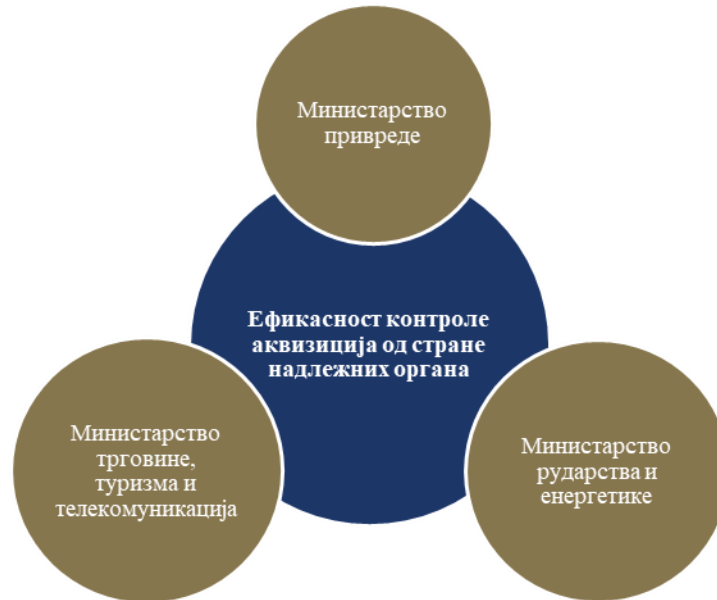 Министарство
привреде
Ефикасност контроле
аквизиција од стране
надлежних органа
Министарство
трговине,
туризма и
телекомуникација
Министарство
рударства и
енергетике